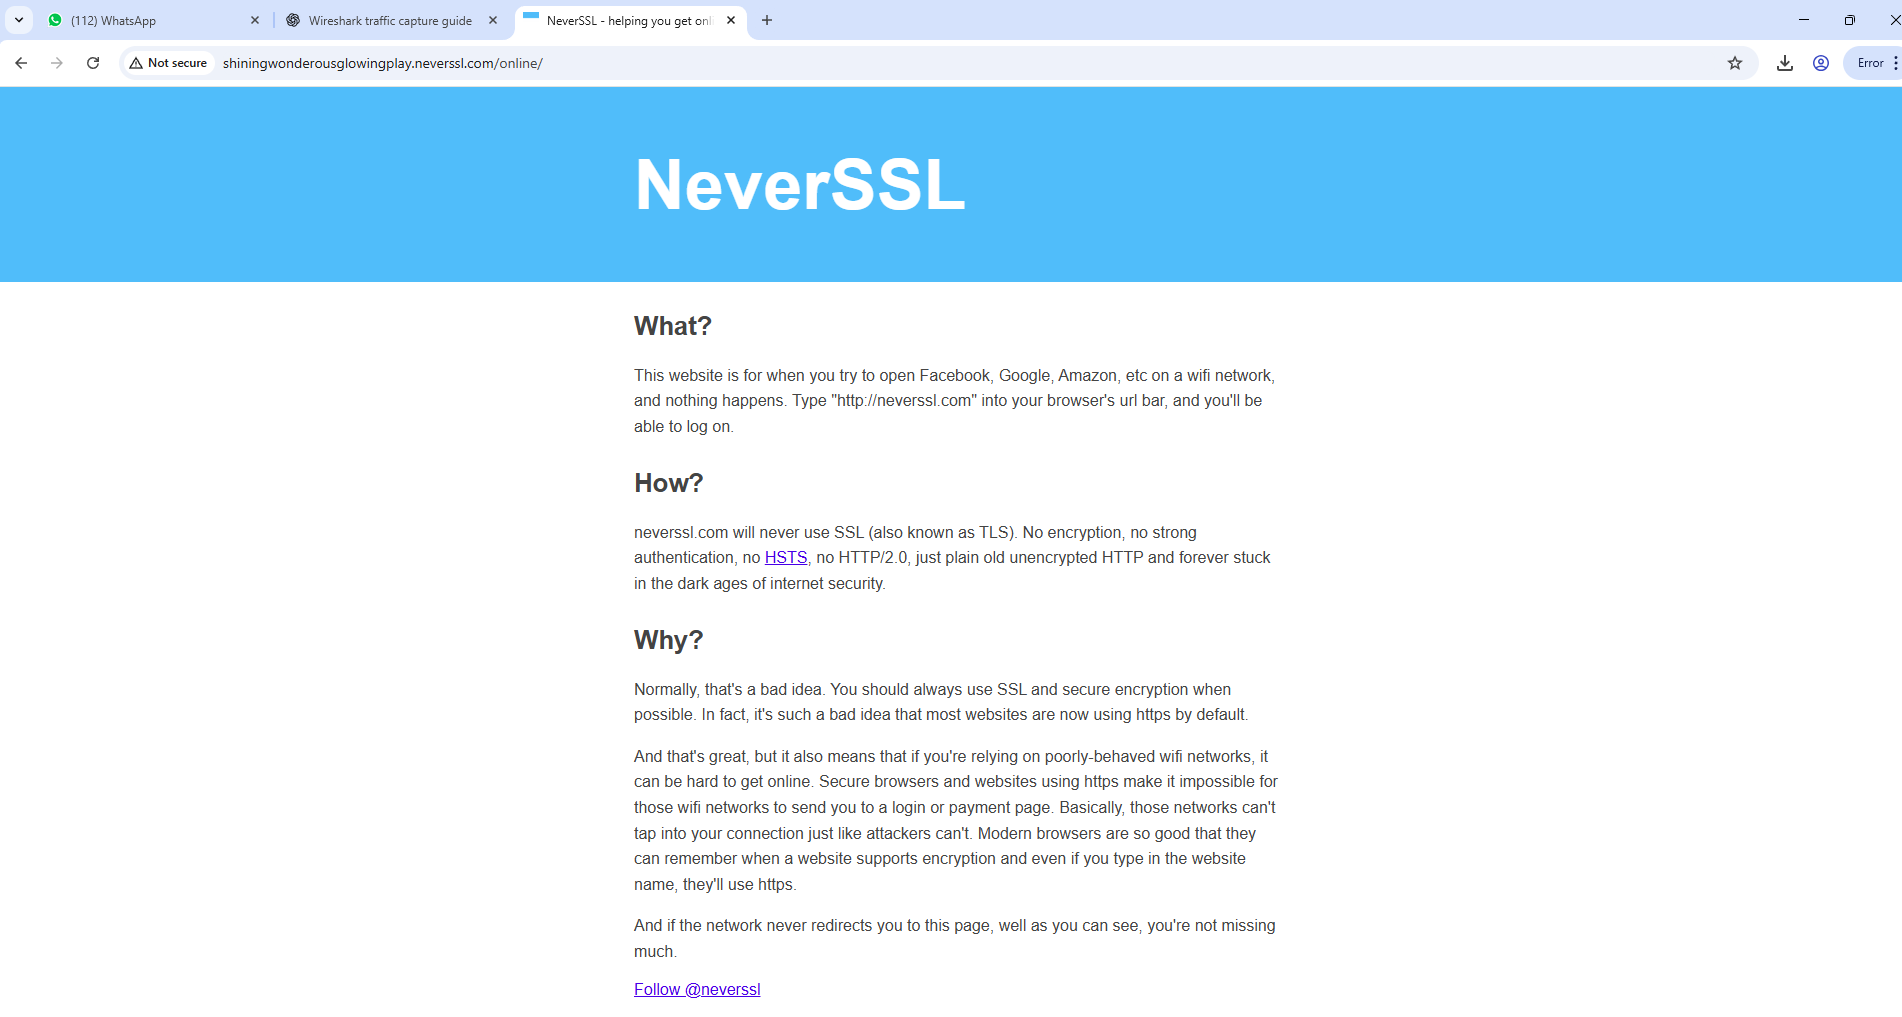 (112) WhatsApp
Wireshark traffic capture guide
NeverSSL - helping you get onl
Not secure
shiningwonderousglowingplay.neverssl.com/online/
Error
NeverSSL
What?
This website is for when you try to open Facebook, Google, Amazon, etc on a wifi network,
and nothing happens. Type "http://neverssl.com" into your browser's url bar, and you'll be
able to log on.
How?
neverssl.com will never use SSL (also known as TLS). No encryption, no strong
authentication, no HSTS, no HTTP/2.0, just plain old unencrypted HTTP and forever stuck
in the dark ages of internet security.
Why?
Normally, that's a bad idea. You should always use SSL and secure encryption when
possible. In fact, it's such a bad idea that most websites are now using https by default.
And that's great, but it also means that if you're relying on poorly-behaved wifi networks, it
can be hard to get online. Secure browsers and websites using https make it impossible for
those wifi networks to send you to a login or payment page. Basically, those networks can't
tap into your connection just like attackers can't. Modern browsers are so good that they
can remember when a website supports encryption and even if you type in the website
name, they'll use https.
And if the network never redirects you to this page, well as you can see, you're not missing
much.
Follow @neverssl